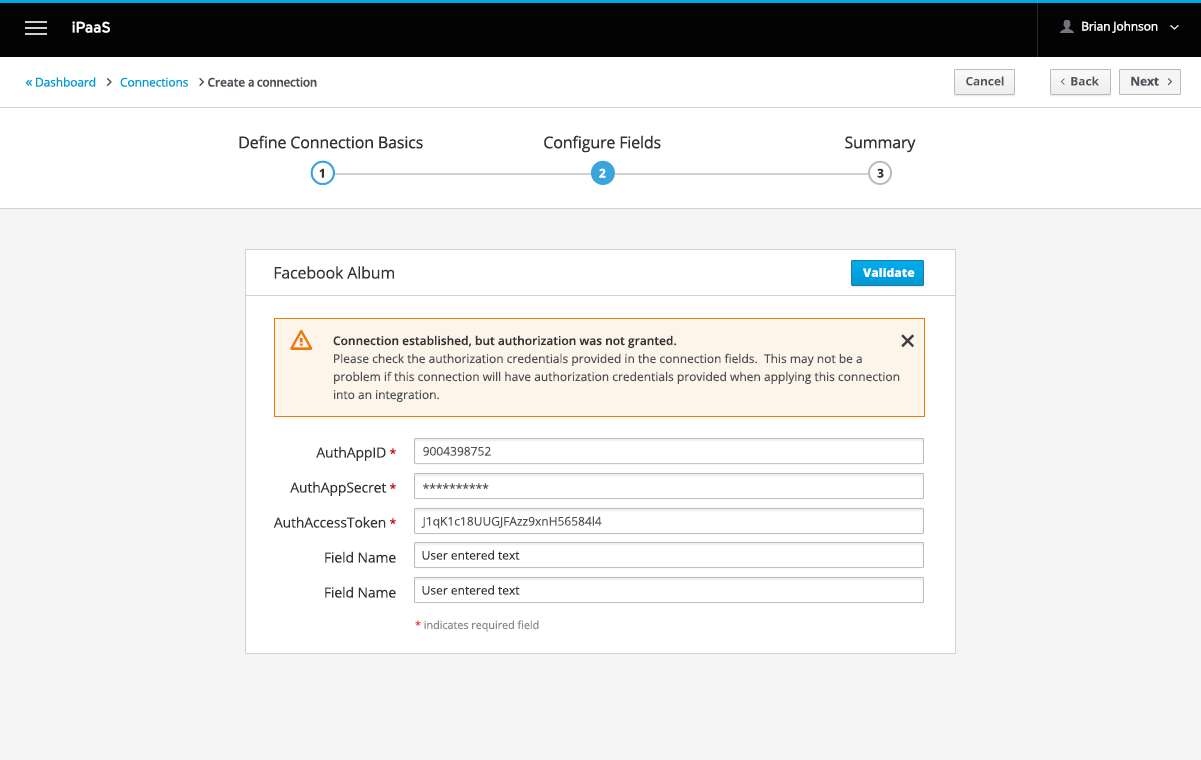 iPaaS
Brian Johnson
« Dashboard > Connections > Create a connection
Cancel
< Back
Next >
Define Connection Basics
Configure Fields
Summary
1
2
3
Facebook Album
Validate
Connection established, but authorization was not granted.
Please check the authorization credentials provided in the connection fields. This may not be a
problem if this connection will have authorization credentials provided when applying this connection
into an integration.
AuthAppID * 9004398752
AuthAppSecret * **********
AuthAccessToken * J1qK1c18UUGJFAzz9xnH56584l4
Field Name User entered text
Field Name User entered text
* indicates required field